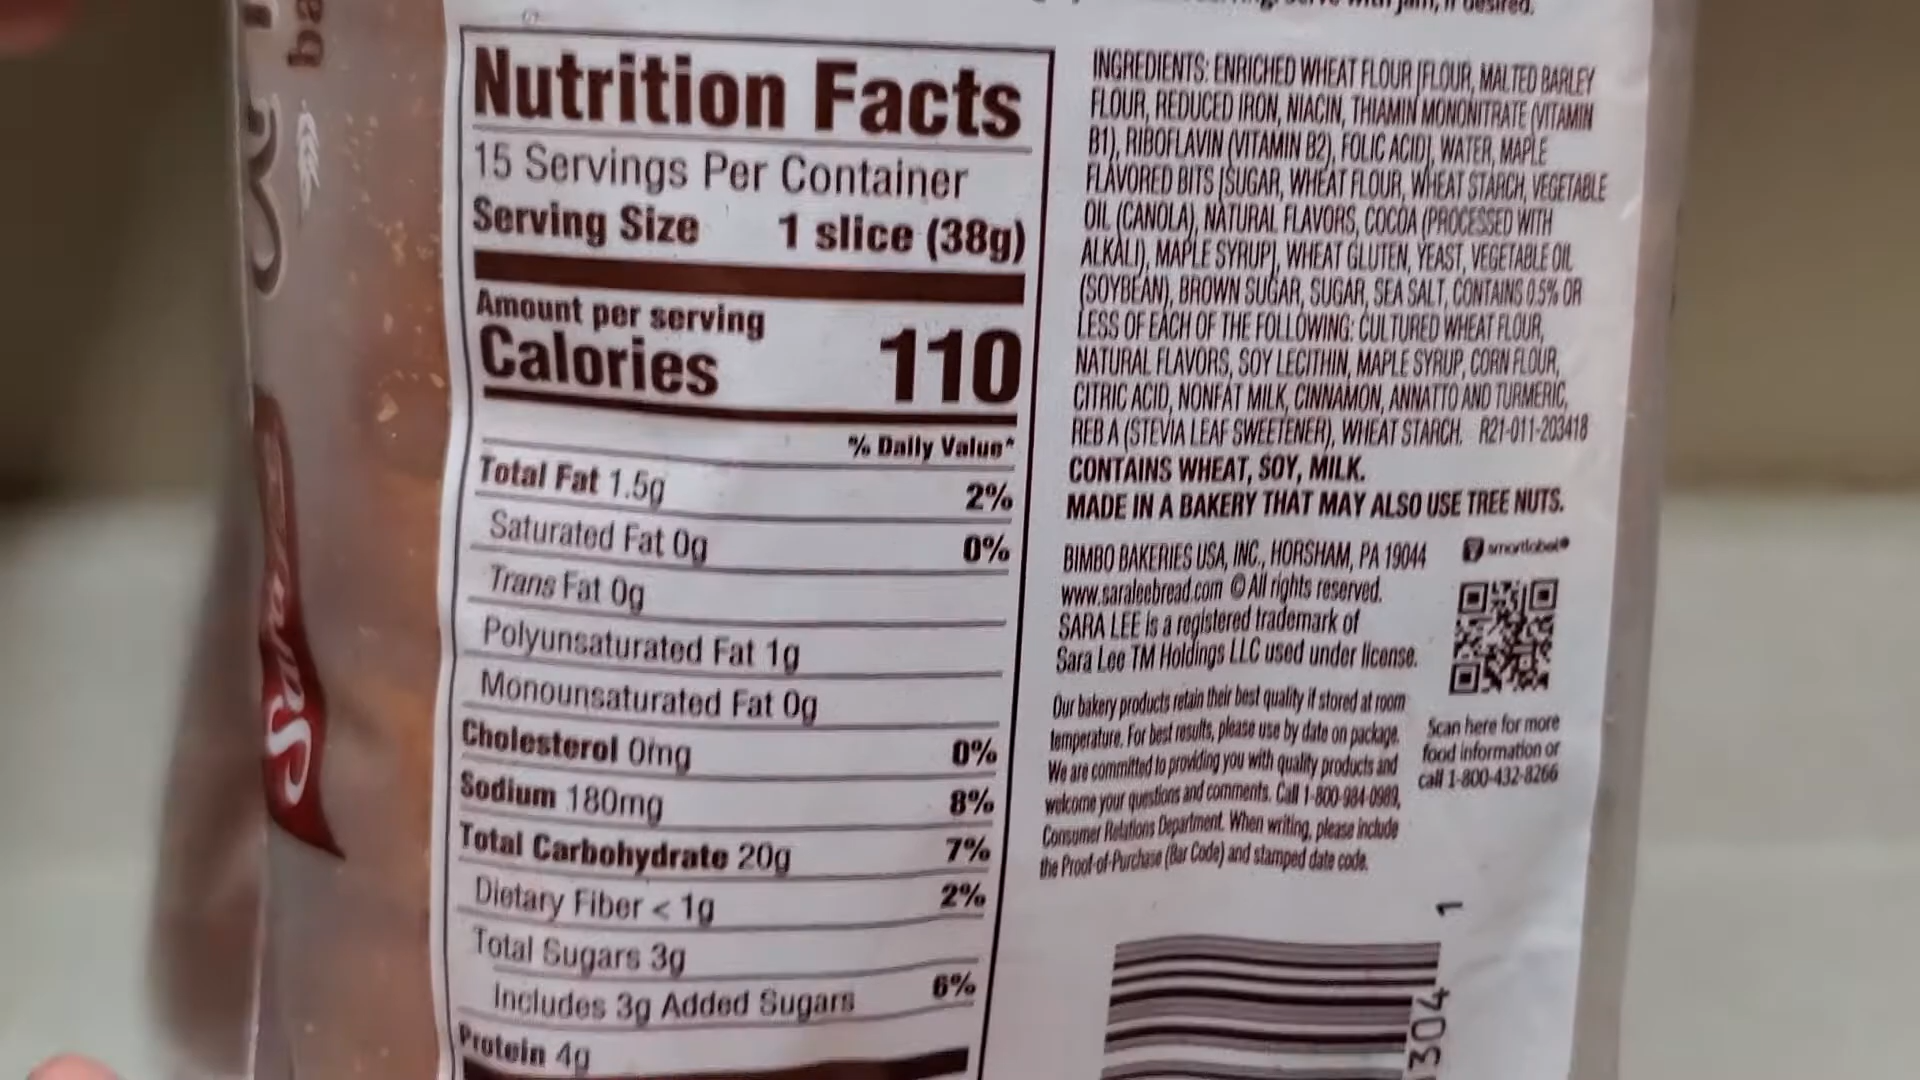 jam, if desired.
Nutrition Facts
15 Servings Per Container
Serving Size 1 slice (38g)
Amount per serving
Calories 110
% Daily Value*
Total Fat 1.5g 2%
Saturated Fat 0g 0%
Trans Fat 0g
Polyunsaturated Fat 1g
Monounsaturated Fat 0g
Cholesterol 0mg 0%
Sodium 180mg 8%
Total Carbohydrate 20g 7%
Dietary Fiber < 1g 2%
Total Sugars 3g
Includes 3g Added Sugars 6%
Protein 4g
INGREDIENTS: ENRICHED WHEAT FLOUR [FLOUR, MALTED BARLEY
FLOUR, REDUCED IRON, NIACIN, THIAMIN MONONITRATE (VITAMIN
B1), RIBOFLAVIN (VITAMIN B2), FOLIC ACID], WATER, MAPLE
FLAVORED BITS [SUGAR, WHEAT FLOUR, WHEAT STARCH, VEGETABLE
OIL (CANOLA), NATURAL FLAVORS, COCOA (PROCESSED WITH
ALKALI), MAPLE SYRUP], WHEAT GLUTEN, YEAST, VEGETABLE OIL
(SOYBEAN), BROWN SUGAR, SUGAR, SEA SALT, CONTAINS 0.5% OR
LESS OF EACH OF THE FOLLOWING: CULTURED WHEAT FLOUR,
NATURAL FLAVORS, SOY LECITHIN, MAPLE SYRUP, CORN FLOUR,
CITRIC ACID, NONFAT MILK, CINNAMON, ANNATTO AND TURMERIC,
REB A (STEVIA LEAF SWEETENER), WHEAT STARCH. R21-011-203418
CONTAINS WHEAT, SOY, MILK.
MADE IN A BAKERY THAT MAY ALSO USE TREE NUTS.
BIMBO BAKERIES USA, INC., HORSHAM, PA 19044
www.saraleebread.com © All rights reserved.
SARA LEE is a registered trademark of
Sara Lee TM Holdings LLC used under license.
smartlabel
Our bakery products retain their best quality if stored at room
temperature. For best results, please use by date on package.
We are committed to providing you with quality products and
welcome your questions and comments. Call 1-800-984-0989,
Consumer Relations Department. When writing, please include
the Proof-of-Purchase (Bar Code) and stamped date code.
Scan here for more
food information or
call 1-800-432-8266
304 1
Sara
ba